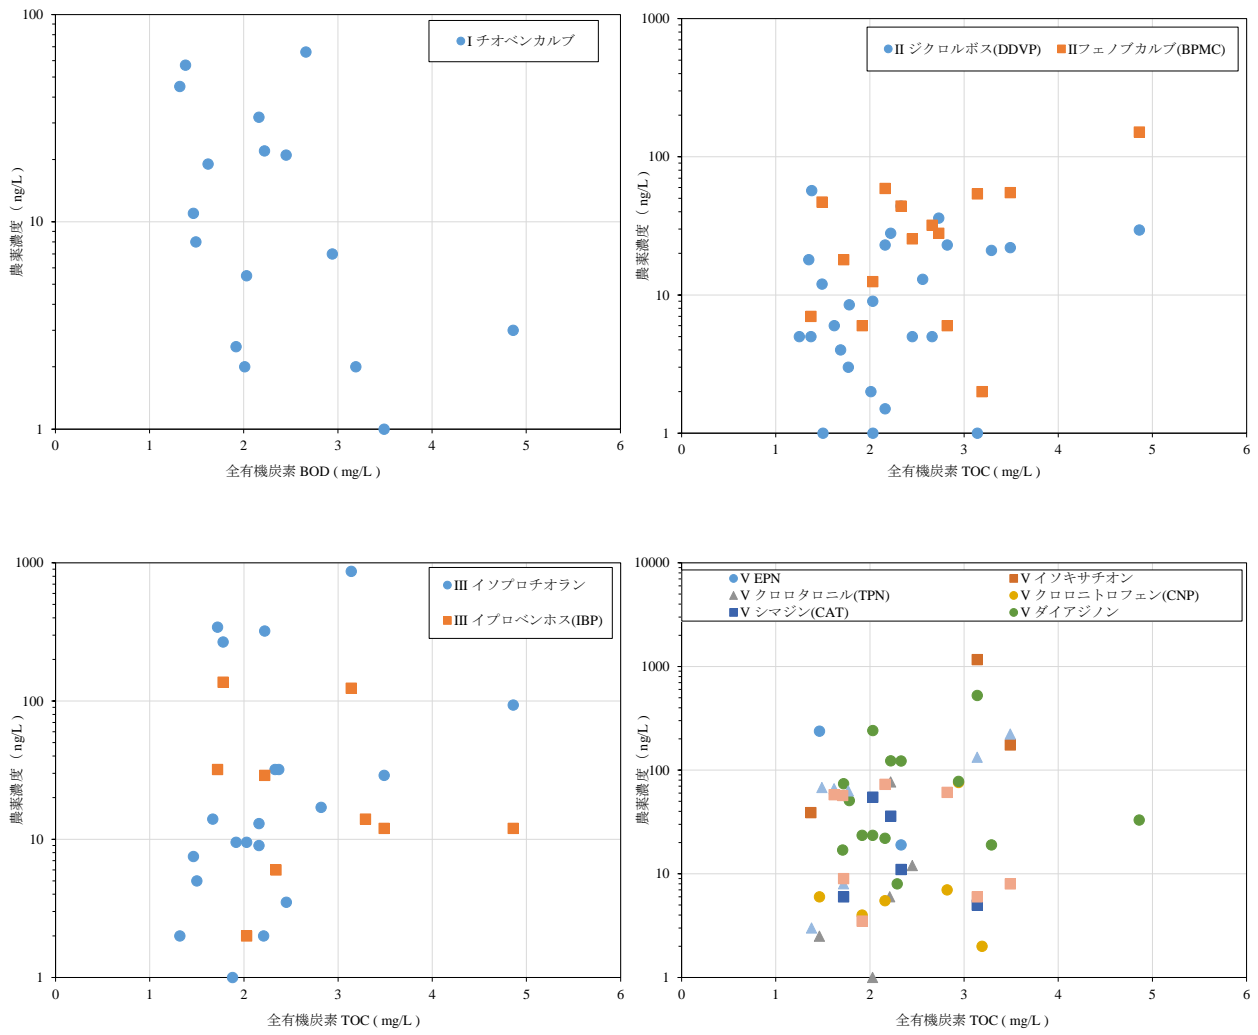 I チオベンカルブ
100
10
1
0 1 2 3 4 5 6
農薬濃度 ( ng/L )
全有機炭素 BOD ( mg/L )
II ジクロルボス(DDVP) IIフェノブカルブ(BPMC)
1000
100
10
1
0 1 2 3 4 5 6
農薬濃度 ( ng/L )
全有機炭素 TOC ( mg/L )
III イソプロチオラン
III イプロベンホス(IBP)
1000
100
10
1
0 1 2 3 4 5 6
農薬濃度 ( ng/L )
全有機炭素 TOC ( mg/L )
V EPN V イソキサチオン
V クロロタロニル(TPN) V クロロニトロフェン(CNP)
V シマジン(CAT) V ダイアジノン
10000
1000
100
10
1
0 1 2 3 4 5 6
農薬濃度 ( ng/L )
全有機炭素 TOC ( mg/L )